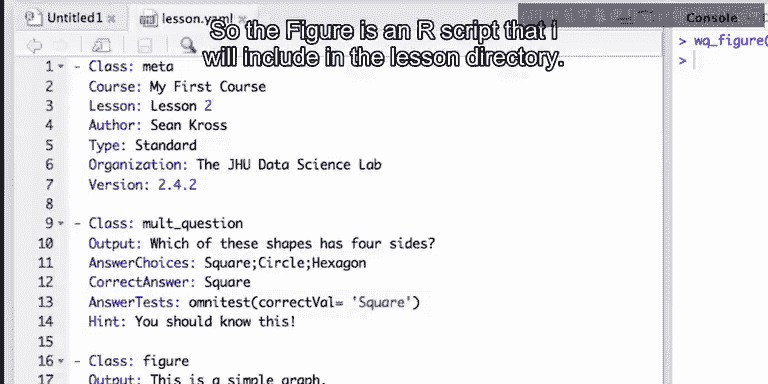 Untitled1
lesson.yaml
Console
So the Figure is an R script that I
will include in the lesson directory.
> wq_figure(
>
1 - Class: meta
2 Course: My First Course
3 Lesson: Lesson 2
4 Author: Sean Kross
5 Type: Standard
6 Organization: The JHU Data Science Lab
7 Version: 2.4.2
8
9 - Class: mult_question
10 Output: Which of these shapes has four sides?
11 AnswerChoices: Square;Circle;Hexagon
12 CorrectAnswer: Square
13 AnswerTests: omnitest(correctVal= 'Square')
14 Hint: You should know this!
15
16 - Class: figure
17 Output: This is a simple graph.